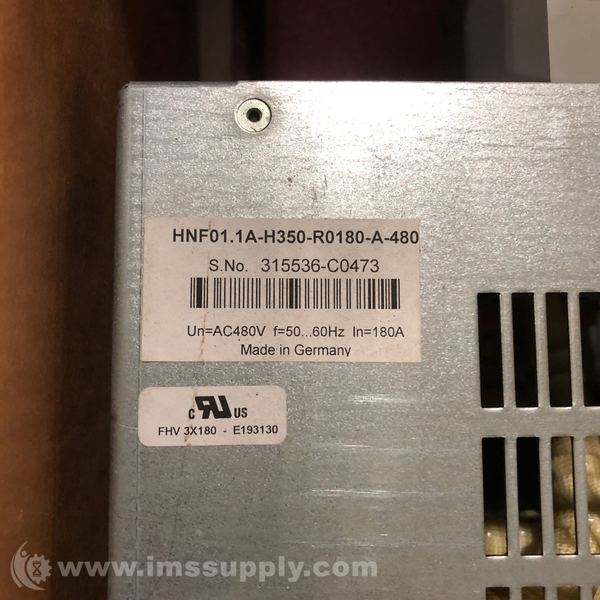 HNF01.1A-H350-R0180-A-480
S.No. 315536-C0473
Un=AC480V f=50...60Hz In=180A
Made in Germany
c RU US
FHV 3X180 - E193130
www.imssupply.com